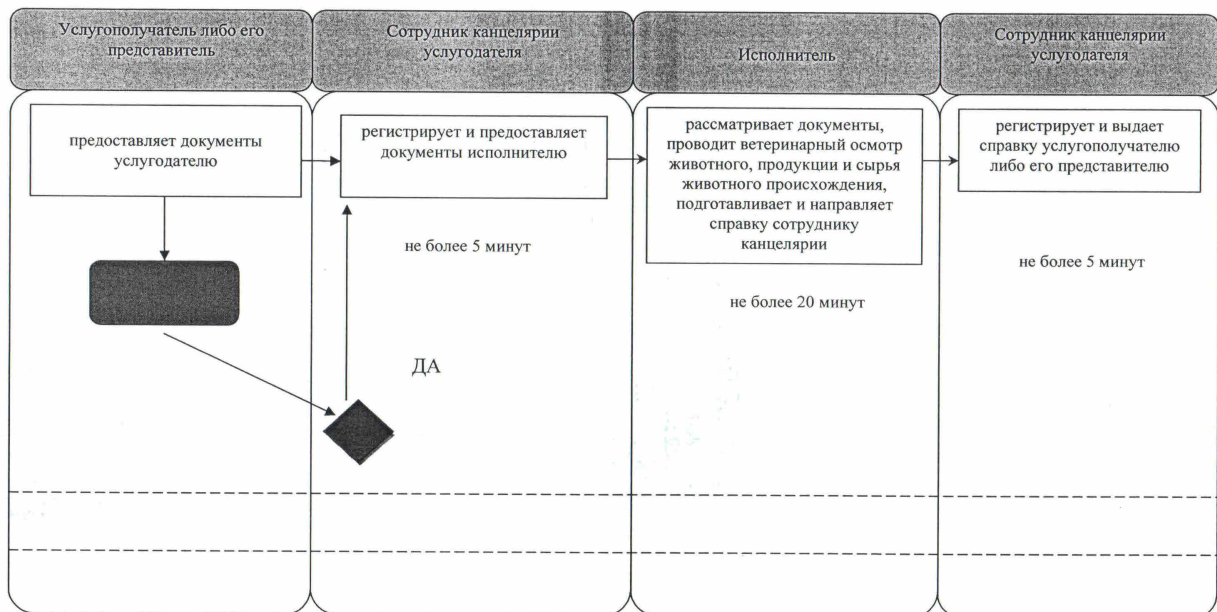 Услугополучатель либо его
представитель
Сотрудник канцелярии
услугодателя
Исполнитель
Сотрудник канцелярии
услугодателя
предоставляет документы
услугодателю
регистрирует и предоставляет
документы исполнителю
рассматривает документы,
проводит ветеринарный осмотр
животного, продукции и сырья
животного происхождения,
подготавливает и направляет
справку сотруднику
канцелярии
регистрирует и выдает
справку услугополучателю
либо его представителю
не более 5 минут
не более 20 минут
не более 5 минут
ДА